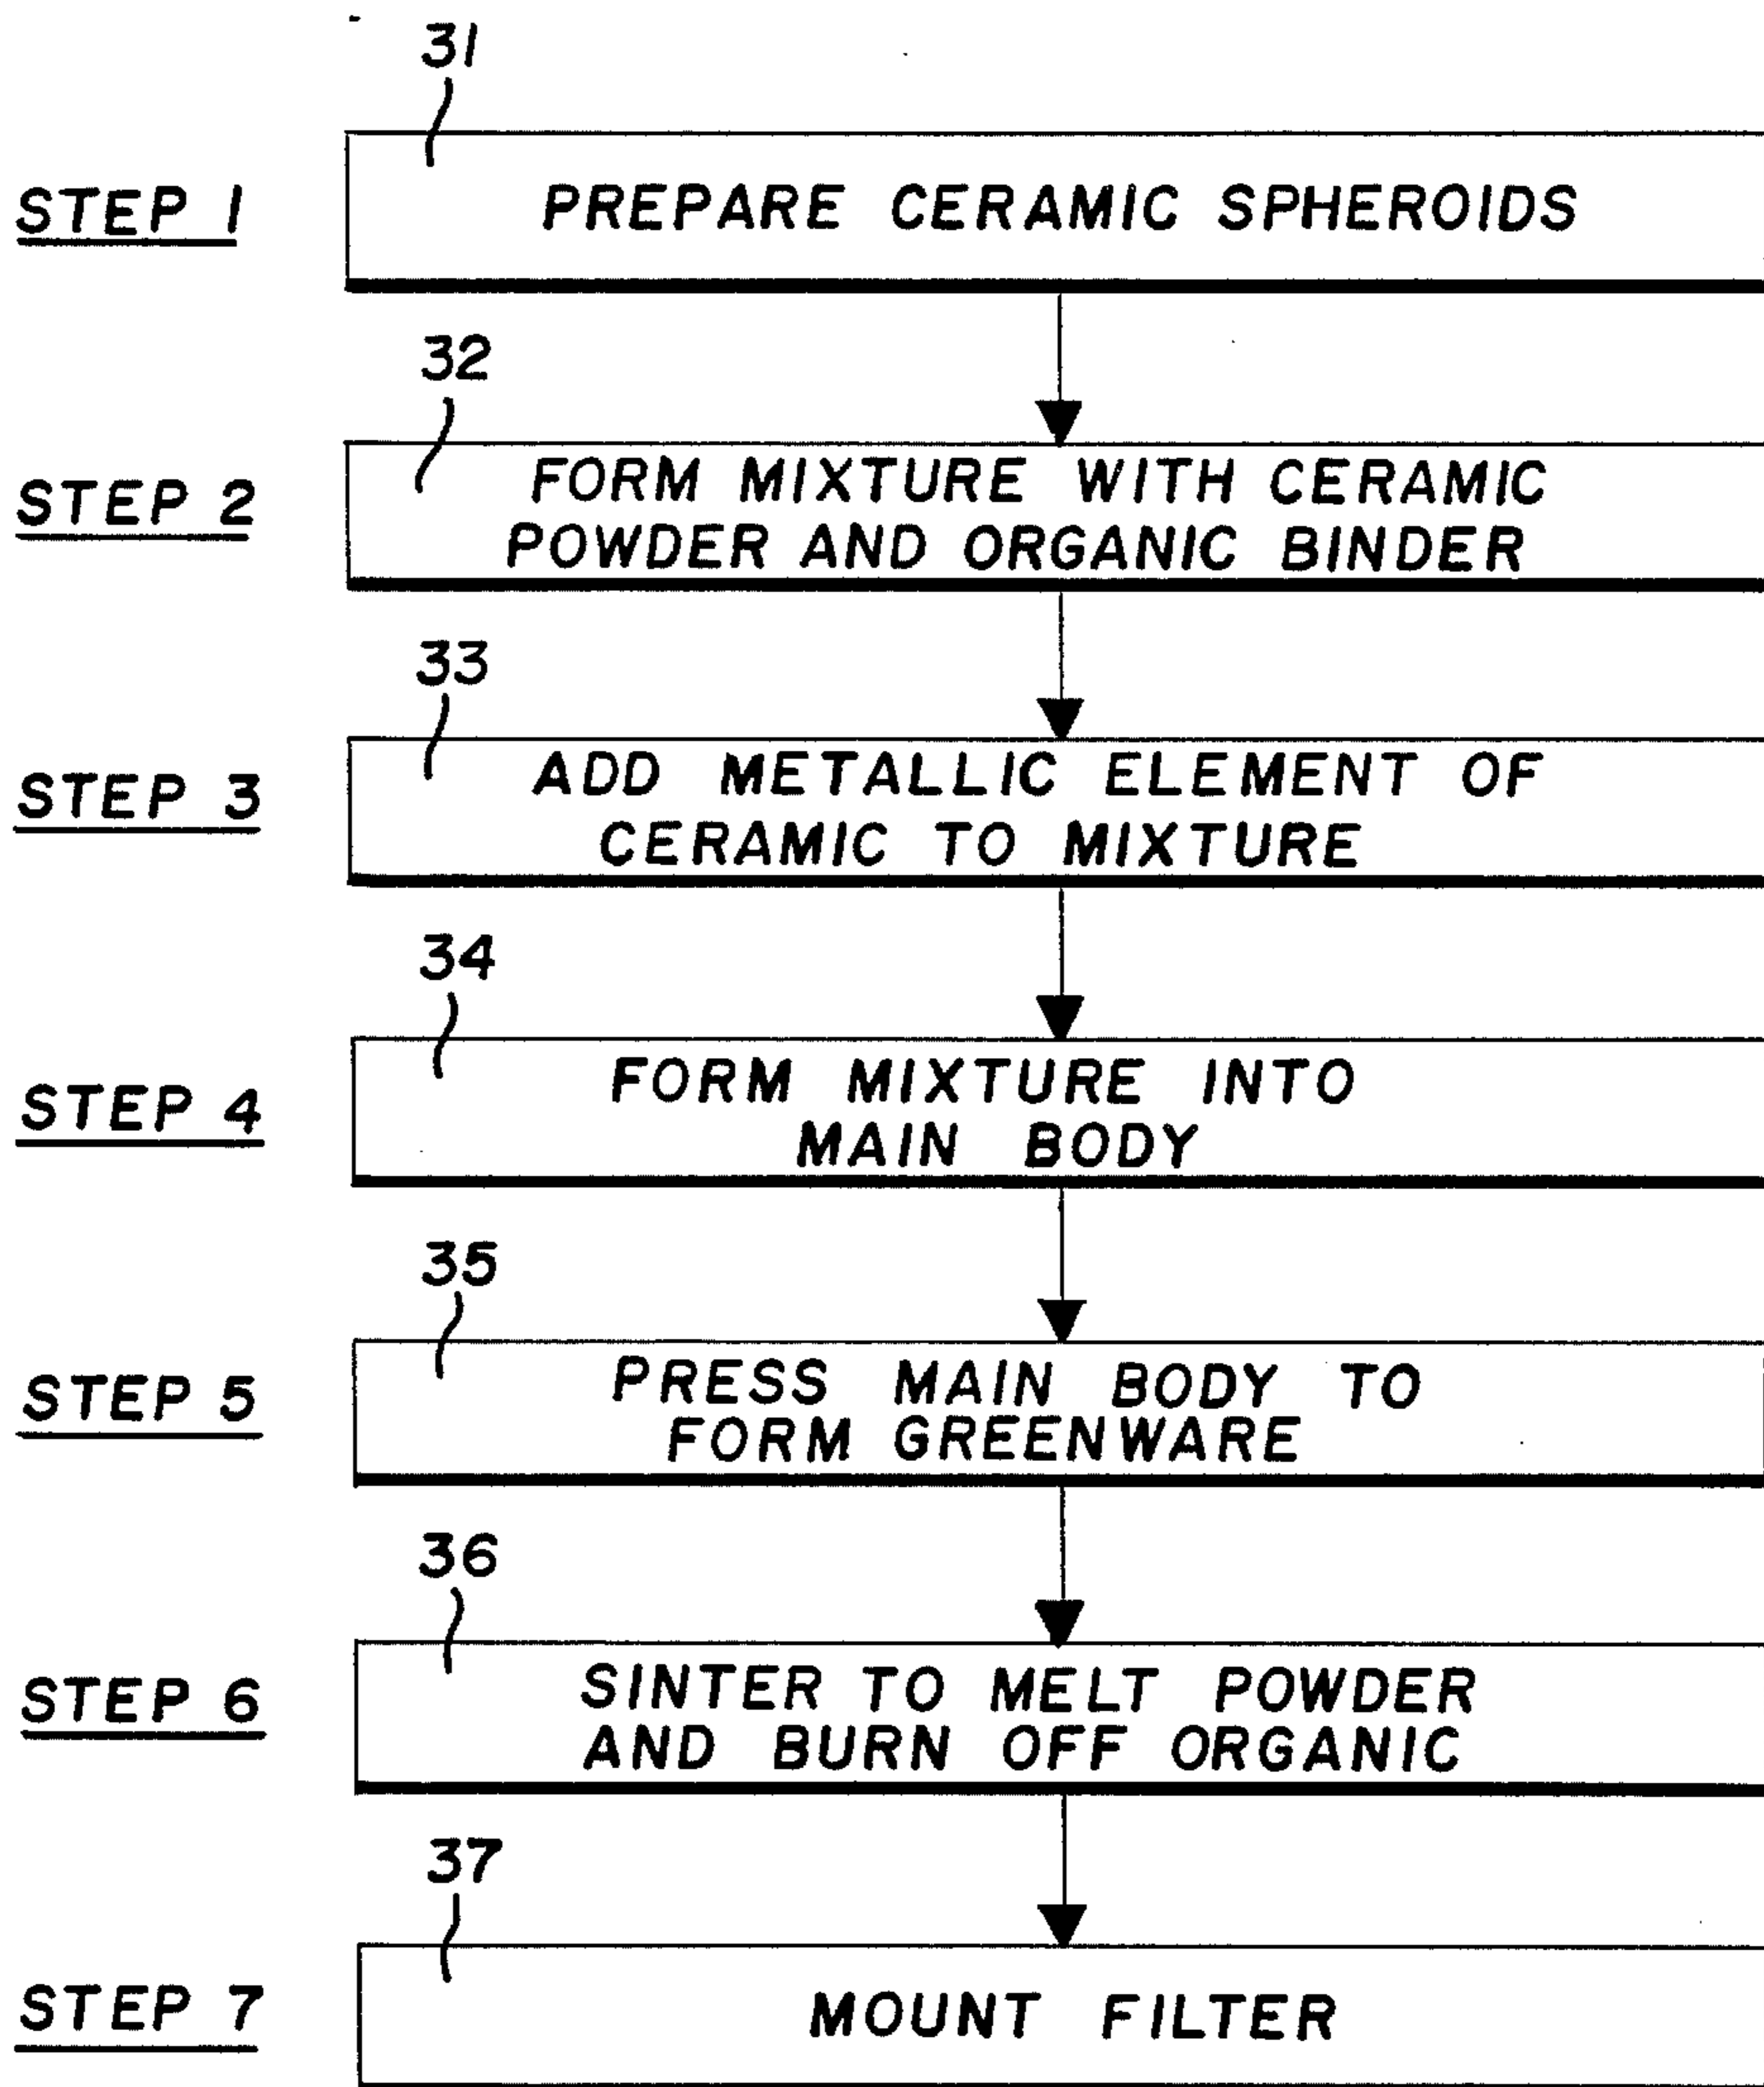 31
STEP 1
PREPARE CERAMIC SPHEROIDS
32
STEP 2
FORM MIXTURE WITH CERAMIC
POWDER AND ORGANIC BINDER
33
STEP 3
ADD METALLIC ELEMENT OF
CERAMIC TO MIXTURE
34
STEP 4
FORM MIXTURE INTO
MAIN BODY
35
STEP 5
PRESS MAIN BODY TO
FORM GREENWARE
36
STEP 6
SINTER TO MELT POWDER
AND BURN OFF ORGANIC
37
STEP 7
MOUNT FILTER